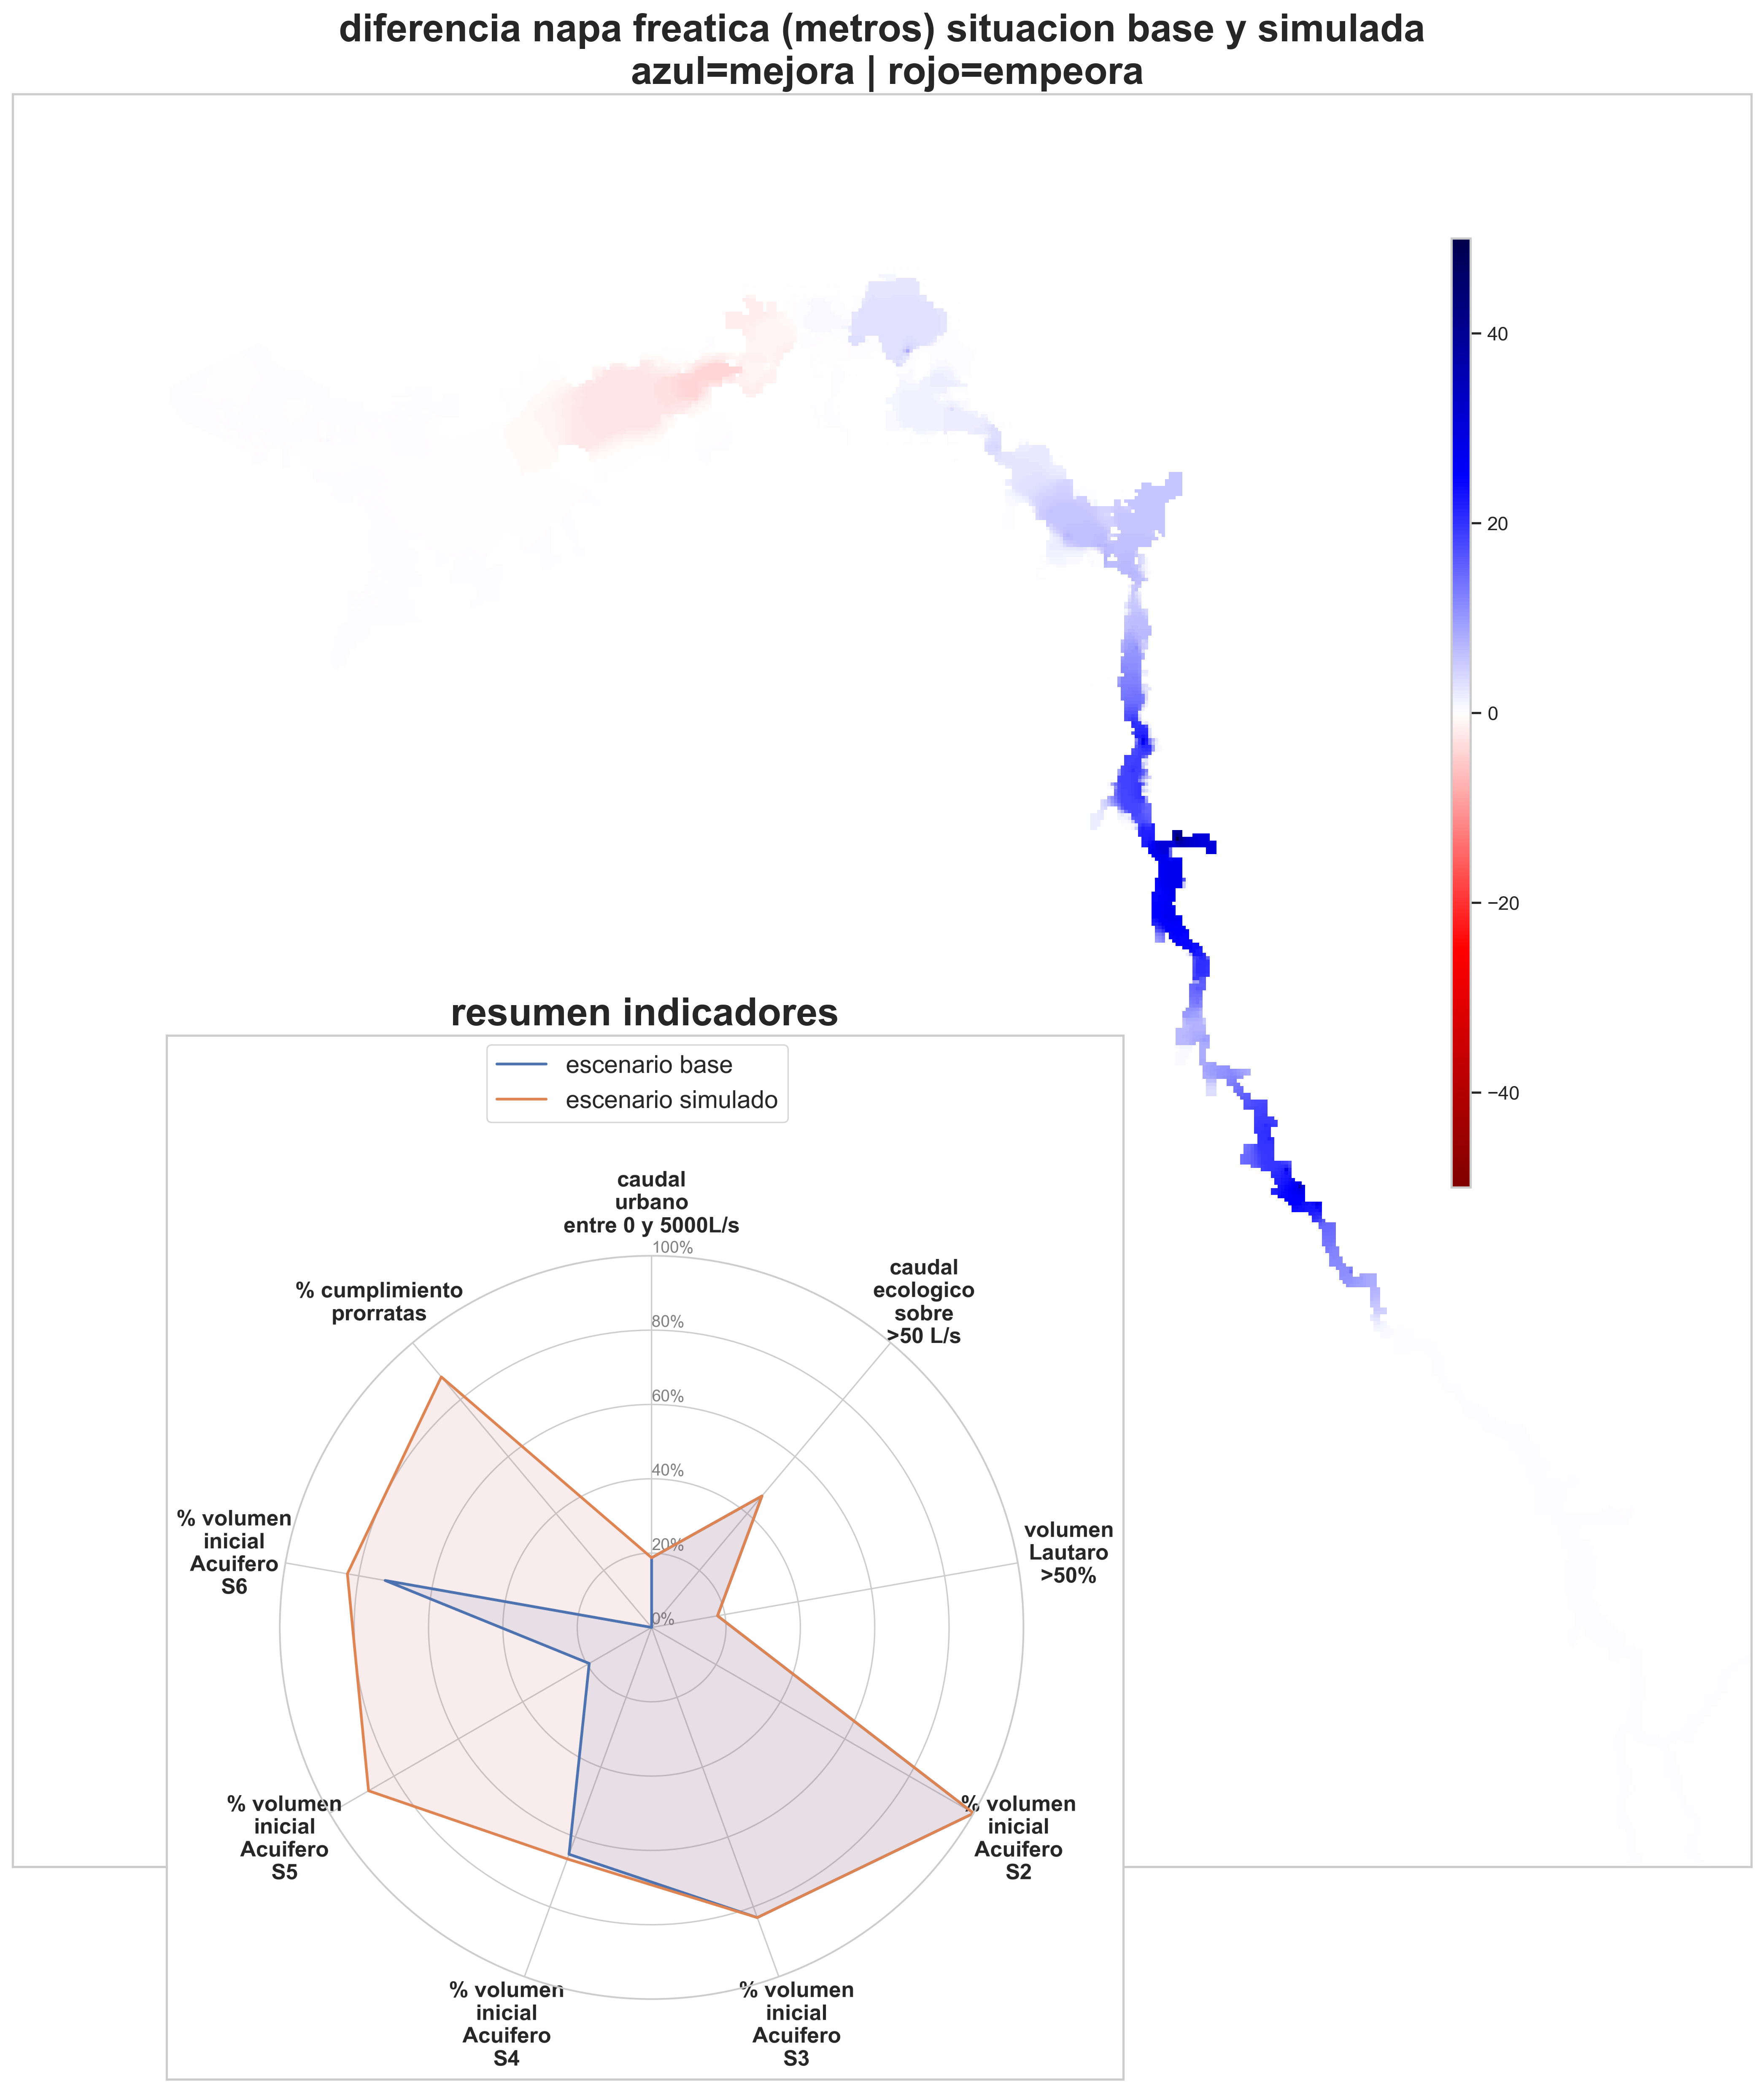 diferencia napa freatica (metros) situacion base y simulada
azul=mejora | rojo=empeora
40
20
0
−20
−40
resumen indicadores
escenario base
escenario simulado
caudal
urbano
entre 0 y 5000L/s
caudal
ecologico
sobre
>50 L/s
volumen
Lautaro
>50%
% volumen
inicial
Acuifero
S2
% volumen
inicial
Acuifero
S3
% volumen
inicial
Acuifero
S4
% volumen
inicial
Acuifero
S5
% volumen
inicial
Acuifero
S6
% cumplimiento
prorratas
100%
80%
60%
40%
20%
0%